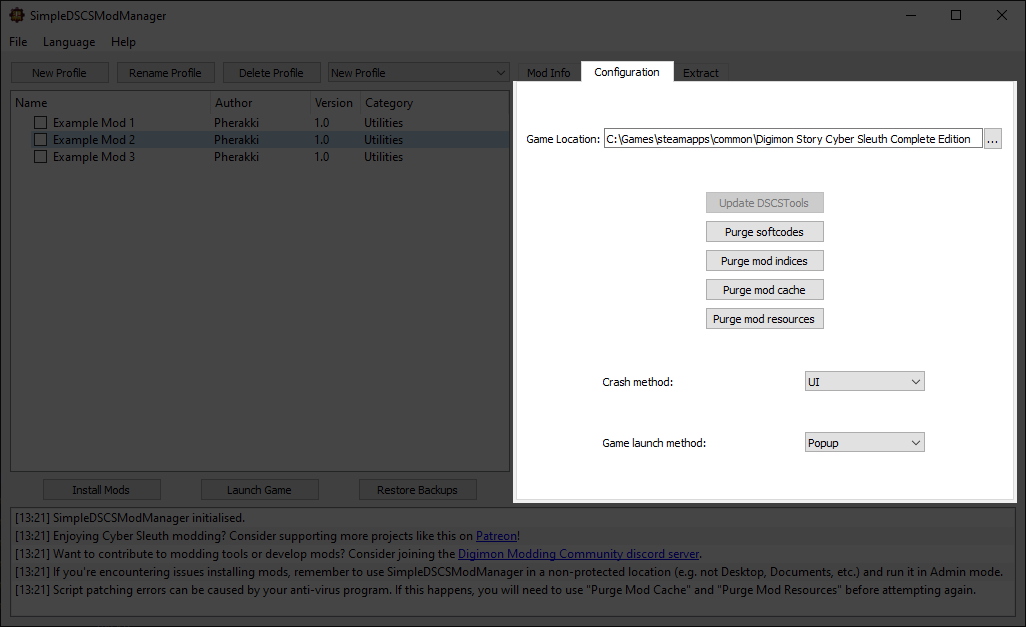 SimpleDSCSModManager
File Language Help
New Profile Rename Profile Delete Profile New Profile Mod Info Configuration Extract
Name Author Version Category
Example Mod 1 Pherakki 1.0 Utilities
Example Mod 2 Pherakki 1.0 Utilities
Example Mod 3 Pherakki 1.0 Utilities
Game Location: C:\Games\steamapps\common\Digimon Story Cyber Sleuth Complete Edition ...
Update DSCSTools
Purge softcodes
Purge mod indices
Purge mod cache
Purge mod resources
Crash method: UI
Game launch method: Popup
Install Mods Launch Game Restore Backups
[13:21] SimpleDSCSModManager initialised.
[13:21] Enjoying Cyber Sleuth modding? Consider supporting more projects like this on Patreon!
[13:21] Want to contribute to modding tools or develop mods? Consider joining the Digimon Modding Community discord server.
[13:21] If you're encountering issues installing mods, remember to use SimpleDSCSModManager in a non-protected location (e.g. not Desktop, Documents, etc.) and run it in Admin mode.
[13:21] Script patching errors can be caused by your anti-virus program. If this happens, you will need to use "Purge Mod Cache" and "Purge Mod Resources" before attempting again.